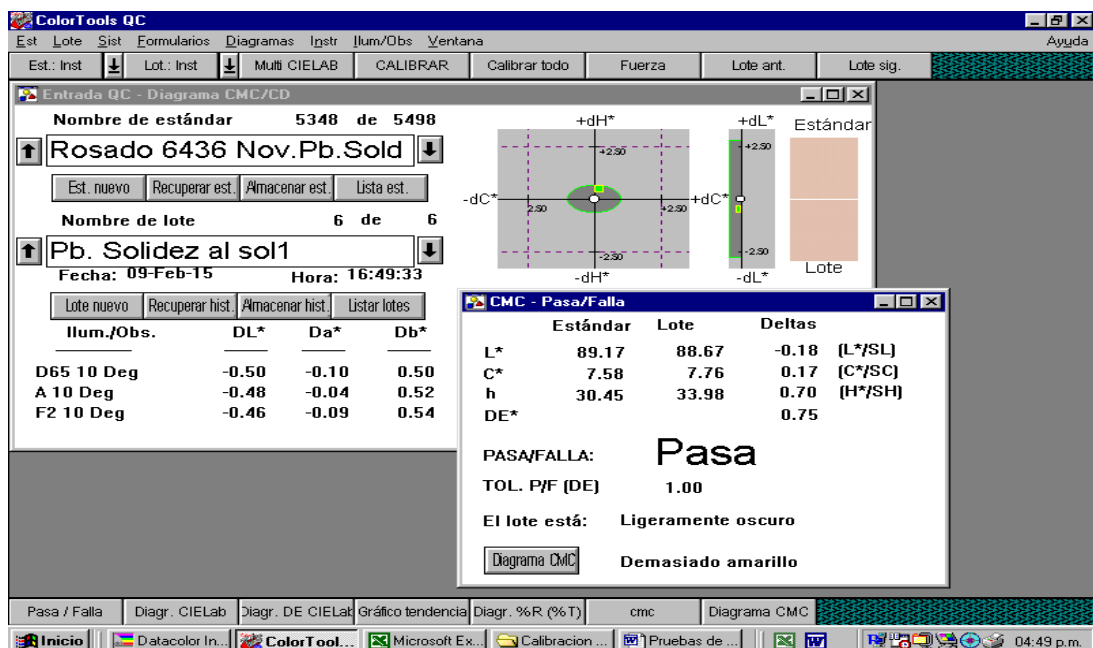 ColorTools QC
Est Lote Sist Formularios Diagramas Instr Ilum/Obs Ventana Ayuda
Est.: Inst Lot.: Inst Multi CIELAB CALIBRAR Calibrar todo Fuerza Lote ant. Lote sig.
Entrada QC - Diagrama CMC/CD
Nombre de estándar 5348 de 5498
Rosado 6436 Nov.Pb.Sold
Est. nuevo Recuperar est. Almacenar est. Lista est.
Nombre de lote 6 de 6
Pb. Solidez al sol1
Fecha: 09-Feb-15 Hora: 16:49:33
Lote nuevo Recuperar hist. Almacenar hist. Listar lotes
Ilum./Obs. DL* Da* Db*
D65 10 Deg -0.50 -0.10 0.50
A 10 Deg -0.48 -0.04 0.52
F2 10 Deg -0.46 -0.09 0.54
+dH* +dL* Estándar
+2.50 +2.50
-dC* 2.50 +2.50 +dC*
-2.50 -2.50
-dH* -dL* Lote
CMC - Pasa/Falla
Estándar Lote Deltas
L* 89.17 88.67 -0.18 (L*/SL)
C* 7.58 7.76 0.17 (C*/SC)
h 30.45 33.98 0.70 (H*/SH)
DE* 0.75
PASA/FALLA: Pasa
TOL. P/F (DE) 1.00
El lote está: Ligeramente oscuro
Diagrama CMC Demasiado amarillo
Pasa / Falla Diagr. CIELab Diagr. DE CIELab Gráfico tendencia Diagr. %R (%T) cmc Diagrama CMC
Inicio Datacolor In... ColorTool... Microsoft Ex... Calibracion ... Pruebas de ... 04:49 p.m.